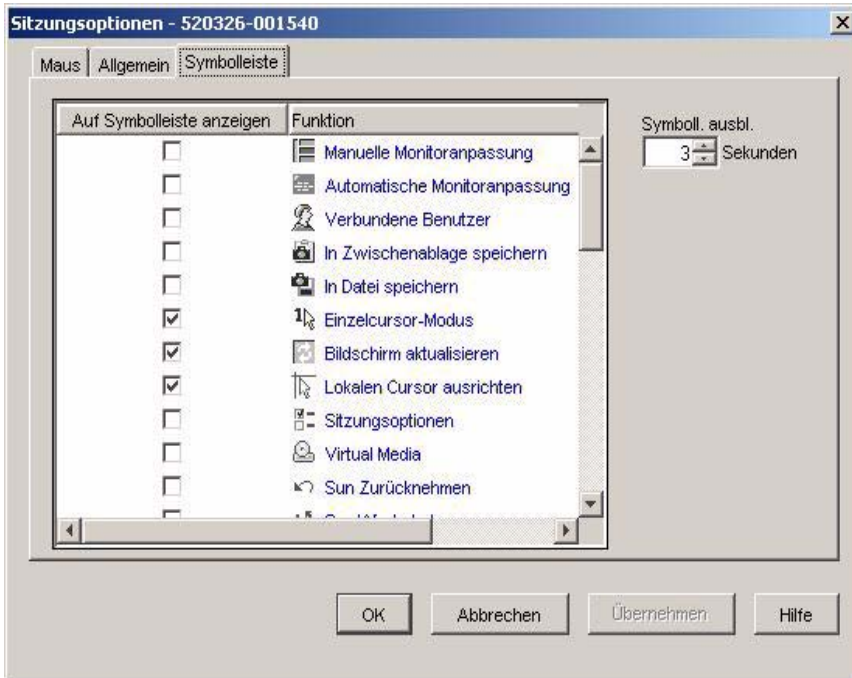 Sitzungsoptionen - 520326-001540
Maus Allgemein Symbolleiste
Auf Symbolleiste anzeigen Funktion
Manuelle Monitoranpassung
Automatische Monitoranpassung
Verbundene Benutzer
In Zwischenablage speichern
In Datei speichern
Einzelcursor-Modus
Bildschirm aktualisieren
Lokalen Cursor ausrichten
Sitzungsoptionen
Virtual Media
Sun Zurücknehmen
Symboll. ausbl.
3 Sekunden
OK Abbrechen Übernehmen Hilfe